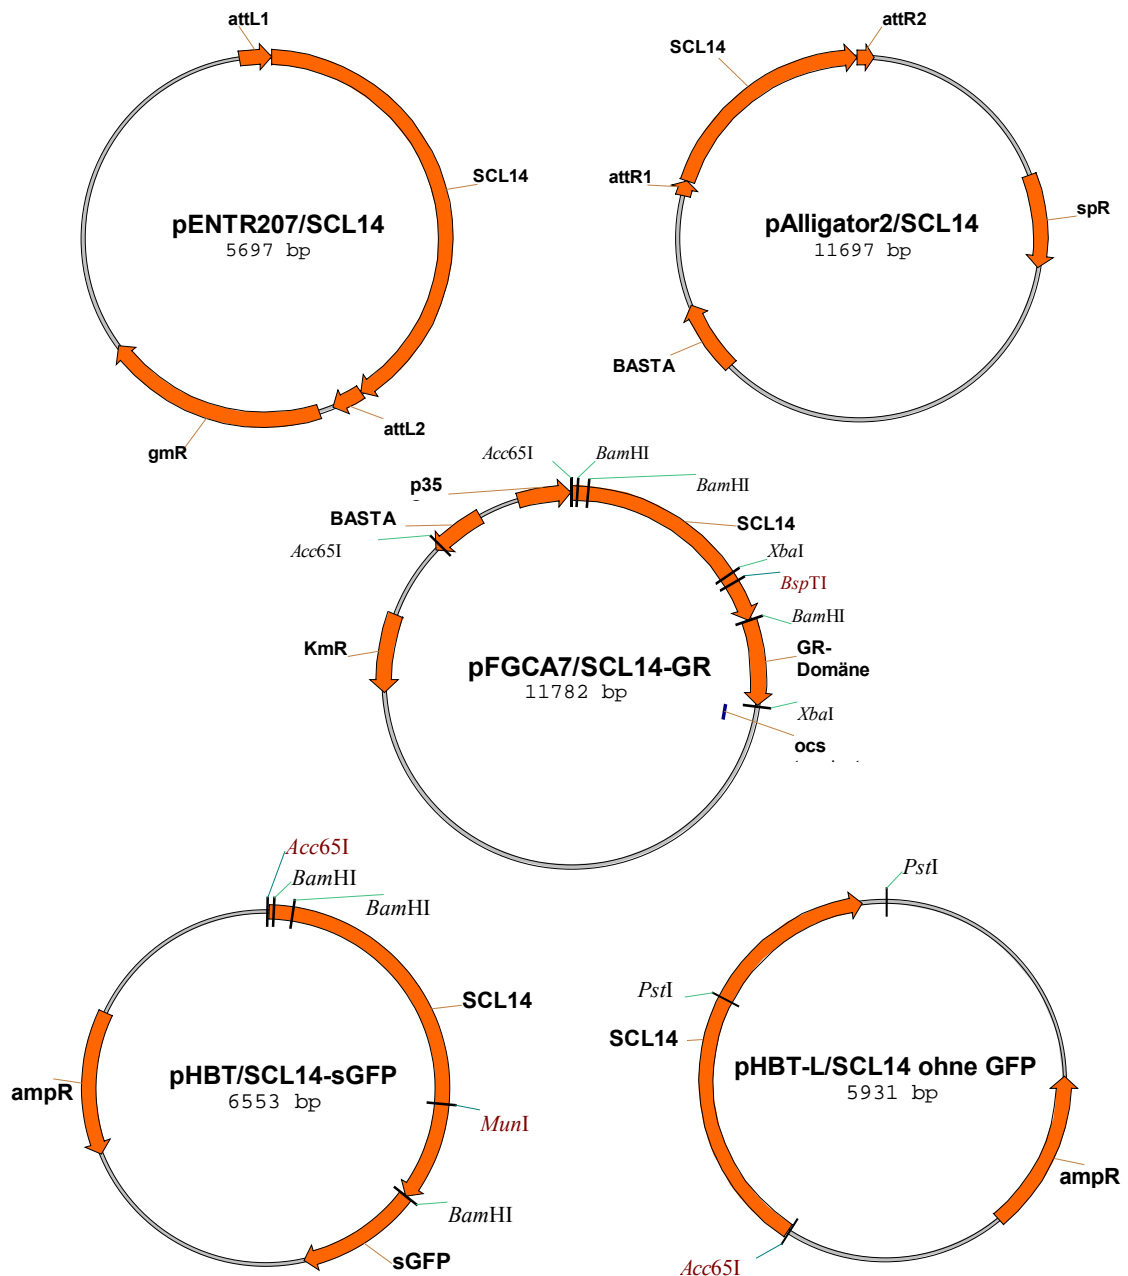 attL1
SCL14
pENTR207/SCL14
5697 bp
attL2
gmR
attR2
SCL14
attR1
spR
pAlligator2/SCL14
11697 bp
BASTA
Acc65I
BamHI
p35
BamHI
BASTA
SCL14
Acc65I
XbaI
BspTI
BamHI
KmR
GR-
Domäne
pFGCA7/SCL14-GR
11782 bp
XbaI
ocs
Acc65I
BamHI
BamHI
SCL14
pHBT/SCL14-sGFP
6553 bp
ampR
MunI
BamHI
sGFP
PstI
PstI
SCL14
pHBT-L/SCL14 ohne GFP
5931 bp
ampR
Acc65I